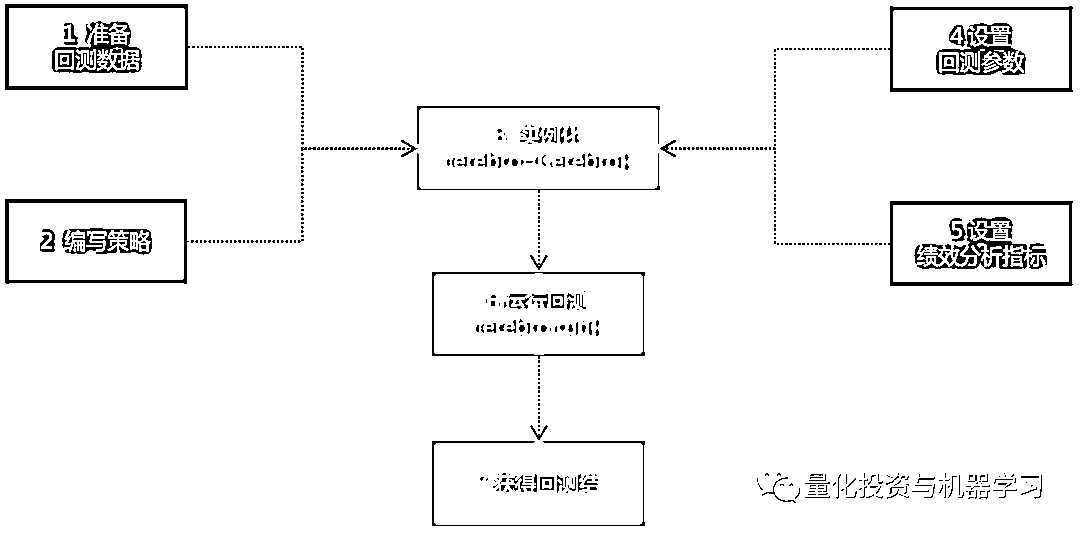 1 准备
回测数据
2 编写策略
3. 实例化
cerebro=Cerebro()
4设置
回测参数
5设置
绩效分析指标
6.运行回测
cerebro.run()
获得回测结
量化投资与机器学习